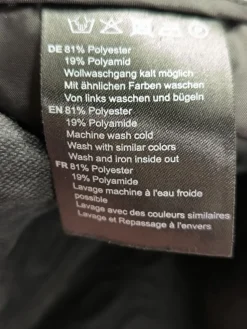 DE 81% Polyester
19% Polyamid
Wollwaschgang kalt möglich
Mit ähnlichen Farben waschen
Von links waschen und bügeln
EN 81% Polyester
19% Polyamide
Machine wash cold
Wash with similar colors
Wash and iron inside out
FR 81% Polyester
19% Polyamide
Lavage machine à l'eau froide
possible
Lavage avec des couleurs similaires
Lavage et Repassage à l'envers